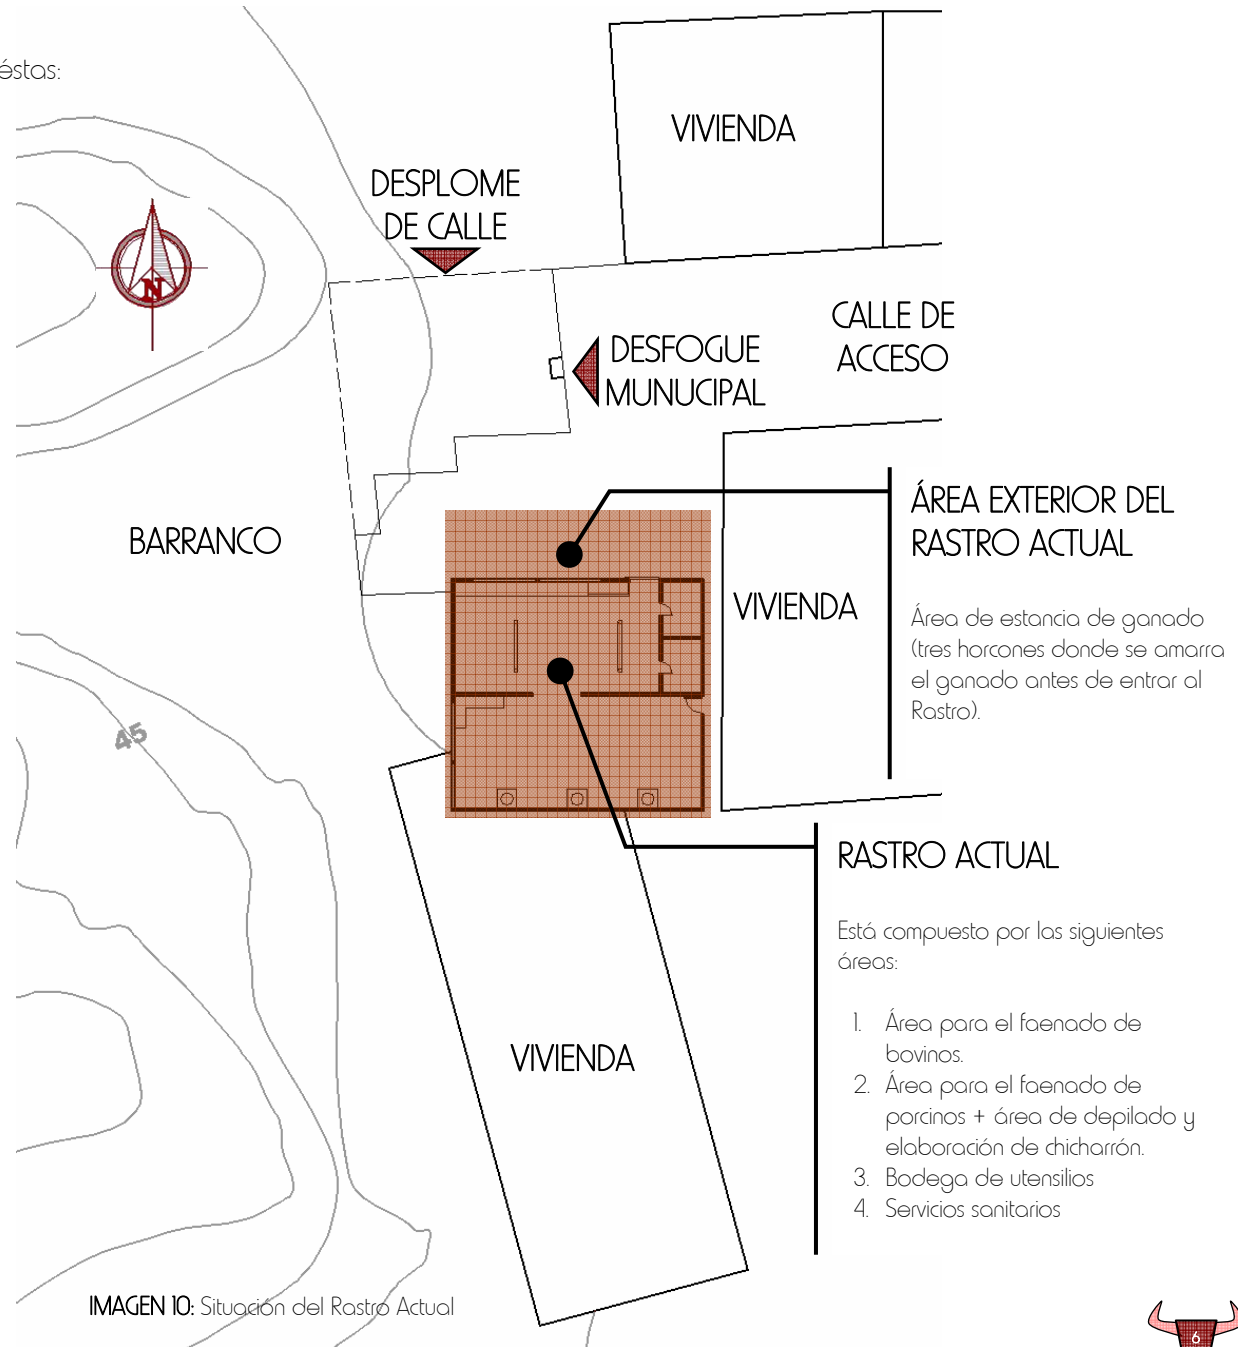 éstas:
VIVIENDA
DESPLOME
DE CALLE
N
CALLE DE
ACCESO
DESFOGUE
MUNUCIPAL
BARRANCO
ÁREA EXTERIOR DEL
RASTRO ACTUAL
VIVIENDA
Área de estancia de ganado
(tres horcones donde se amarra
el ganado antes de entrar al
Rastro).
45
RASTRO ACTUAL
Está compuesto por las siguientes
áreas:
1. Área para el faenado de
bovinos.
2. Área para el faenado de
porcinos + área de depilado y
elaboración de chicharrón.
3. Bodega de utensilios
4. Servicios sanitarios
VIVIENDA
IMAGEN 10: Situación del Rastro Actual
6